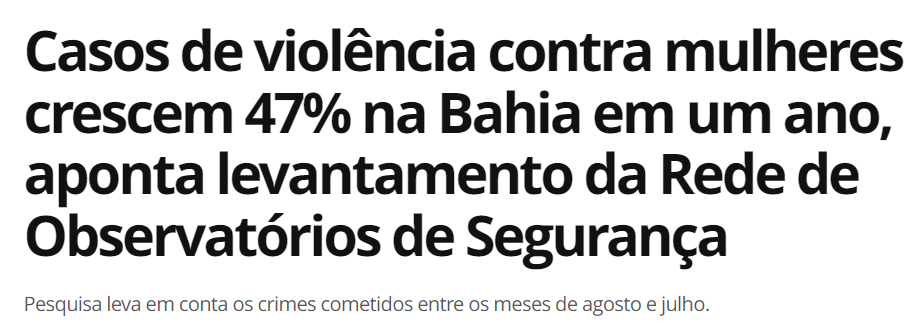 Casos de violência contra mulheres
crescem 47% na Bahia em um ano,
aponta levantamento da Rede de
Observatórios de Segurança
Pesquisa leva em conta os crimes cometidos entre os meses de agosto e julho.